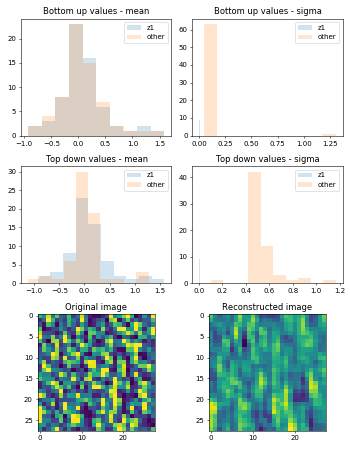 Bottom up values - mean
Bottom up values - sigma
z1
other
z1
other
20
15
10
5
0
−1.0 −0.5 0.0 0.5 1.0 1.5
60
50
40
30
20
10
0
0.00 0.25 0.50 0.75 1.00 1.25
Top down values - mean
Top down values - sigma
z1
other
z1
other
30
25
20
15
10
5
0
−1.0 −0.5 0.0 0.5 1.0 1.5
40
30
20
10
0
0.0 0.2 0.4 0.6 0.8 1.0 1.2
Original image
Reconstructed image
0
5
10
15
20
25
0 10 20
0
5
10
15
20
25
0 10 20